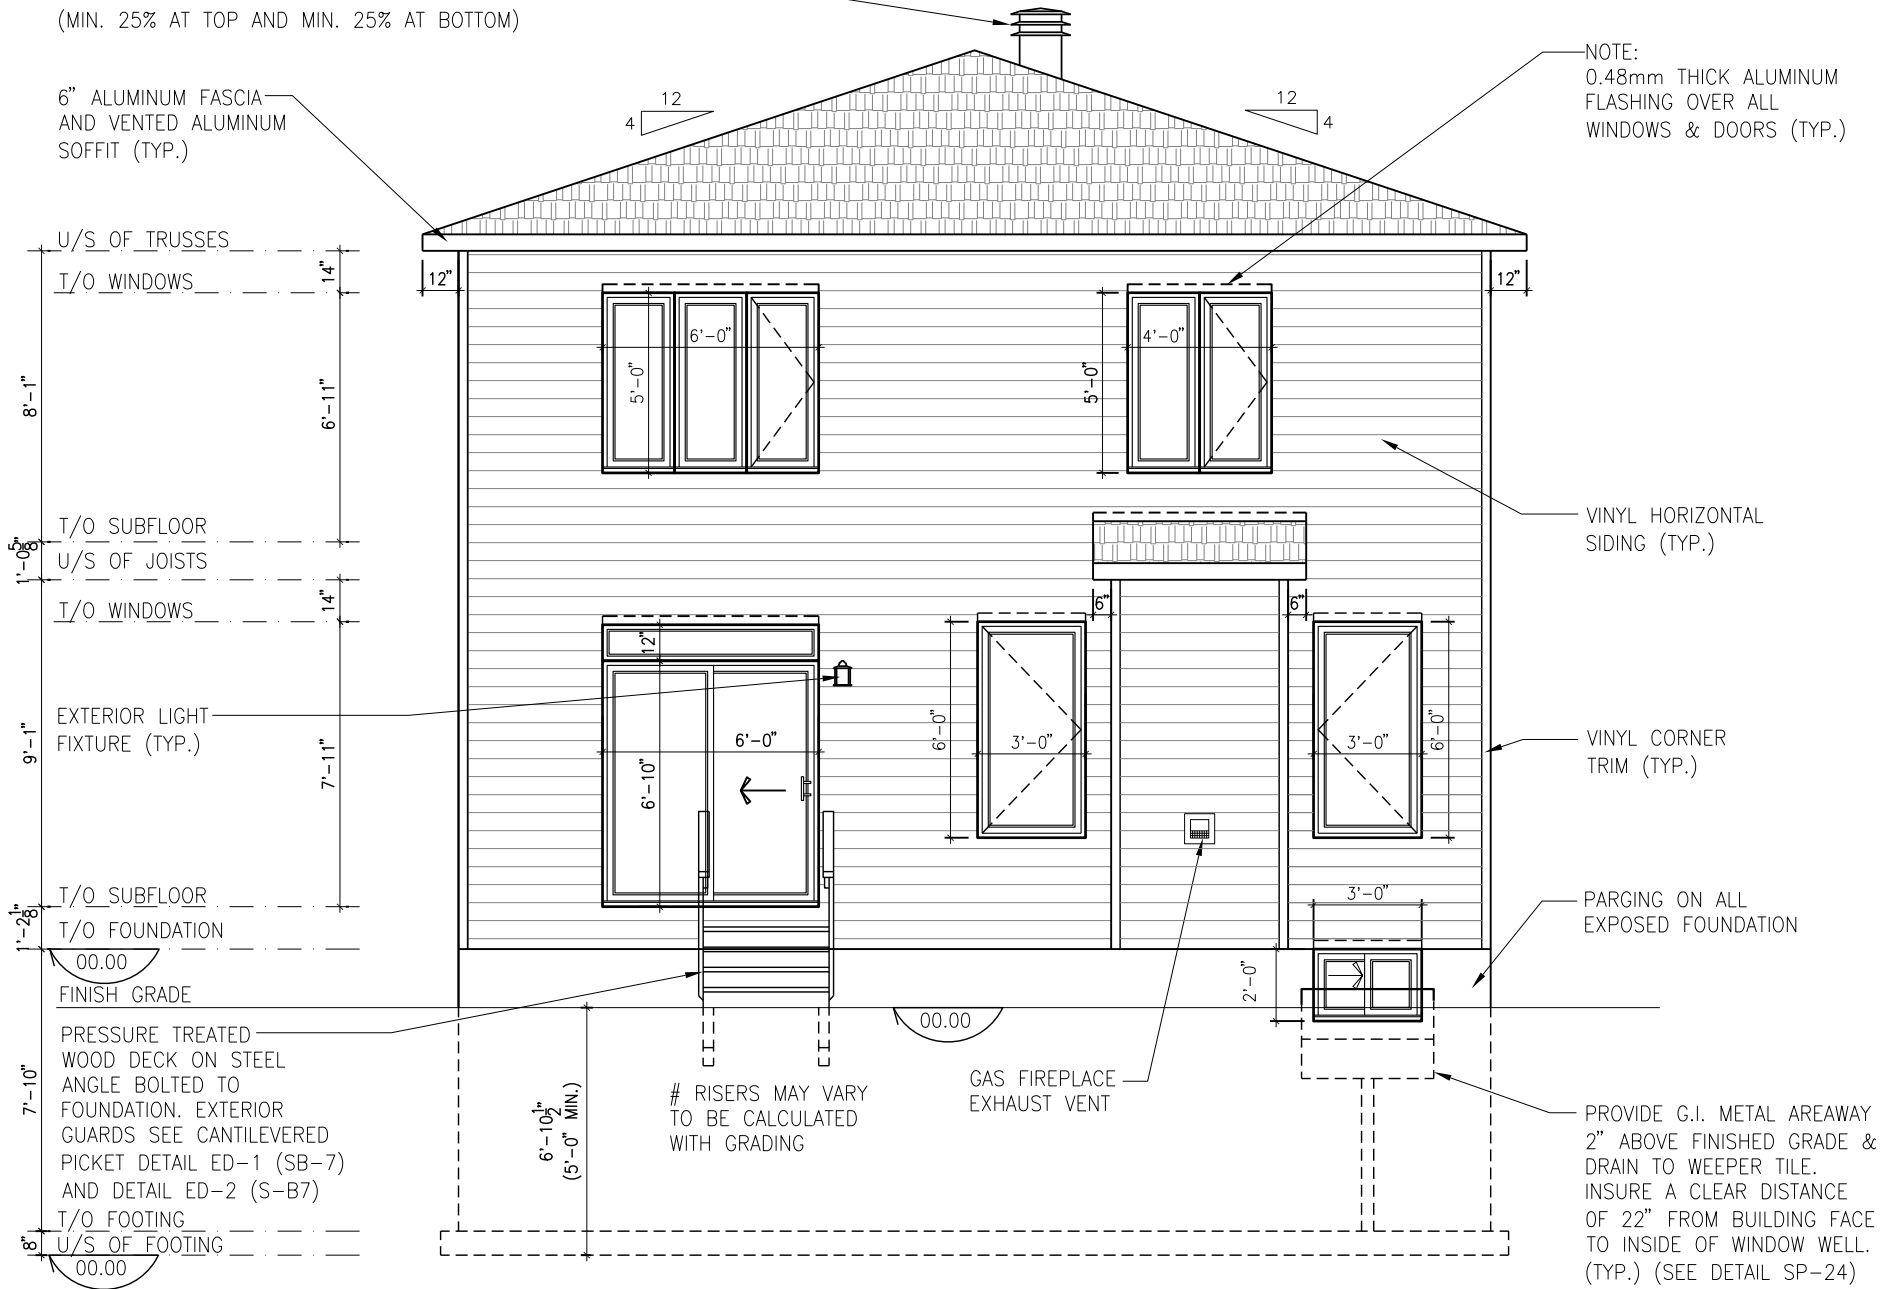 (MIN. 25% AT TOP AND MIN. 25% AT BOTTOM)
6" ALUMINUM FASCIA
AND VENTED ALUMINUM
SOFFIT (TYP.)
12
4
12
4
NOTE:
0.48mm THICK ALUMINUM
FLASHING OVER ALL
WINDOWS & DOORS (TYP.)
U/S OF TRUSSES
T/O WINDOWS
14"
12"
12"
8'-1"
6'-11"
6'-0"
5'-0"
4'-0"
5'-0"
VINYL HORIZONTAL
SIDING (TYP.)
T/O SUBFLOOR
1'-0 5/8"
U/S OF JOISTS
T/O WINDOWS
14"
6"
6"
12"
EXTERIOR LIGHT
FIXTURE (TYP.)
9'-1"
7'-11"
6'-0"
6'-10"
6'-0"
3'-0"
3'-0"
6'-0"
VINYL CORNER
TRIM (TYP.)
T/O SUBFLOOR
1'-2 1/8"
T/O FOUNDATION
00.00
FINISH GRADE
3'-0"
2'-0"
PARGING ON ALL
EXPOSED FOUNDATION
00.00
PRESSURE TREATED
WOOD DECK ON STEEL
ANGLE BOLTED TO
FOUNDATION. EXTERIOR
GUARDS SEE CANTILEVERED
PICKET DETAIL ED-1 (SB-7)
AND DETAIL ED-2 (S-B7)
7'-10"
6'-10 1/2"
(5'-0" MIN.)
# RISERS MAY VARY
TO BE CALCULATED
WITH GRADING
GAS FIREPLACE
EXHAUST VENT
PROVIDE G.I. METAL AREAWAY
2" ABOVE FINISHED GRADE &
DRAIN TO WEEPER TILE.
INSURE A CLEAR DISTANCE
OF 22" FROM BUILDING FACE
TO INSIDE OF WINDOW WELL.
(TYP.) (SEE DETAIL SP-24)
T/O FOOTING
8"
U/S OF FOOTING
00.00